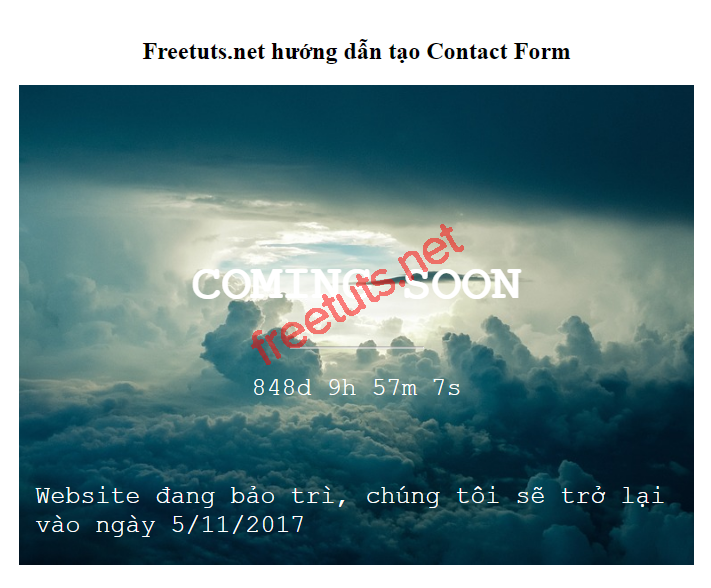 Freetuts.net hướng dẫn tạo Contact Form
COMING SOON
freetuts.net
848d 9h 57m 7s
Website đang bảo trì, chúng tôi sẽ trở lại
vào ngày 5/11/2017